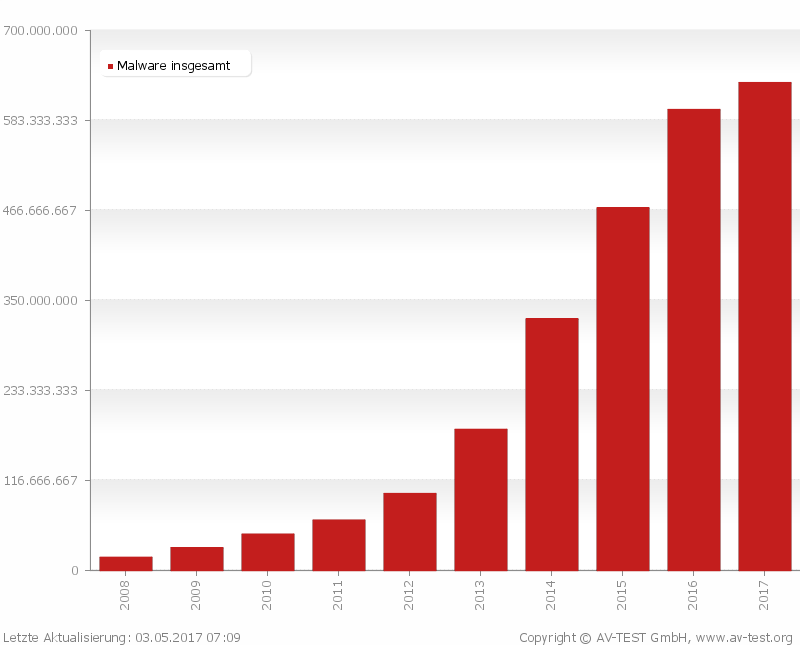 700.000.000
Malware insgesamt
583.333.333
466.666.667
350.000.000
233.333.333
116.666.667
0
2008 2009 2010 2011 2012 2013 2014 2015 2016 2017
Letzte Aktualisierung: 03.05.2017 07:09
Copyright © AV-TEST GmbH, www.av-test.org